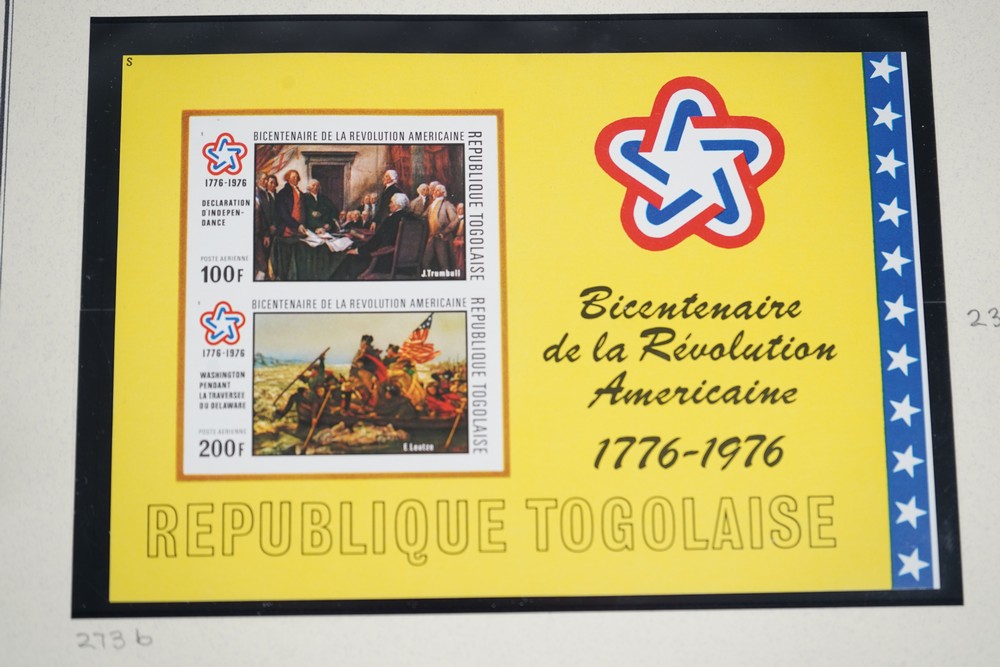 S
BICENTENAIRE DE LA REVOLUTION AMERICAINE
REPUBLIQUE TOGOLAISE
1776-1976
DECLARATION
D'INDEPEN-
DANCE
POSTE AERIENNE
100F
J.Trumbull
BICENTENAIRE DE LA REVOLUTION AMERICAINE
REPUBLIQUE TOGOLAISE
1776-1976
WASHINGTON
PENDANT
LA TRAVERSEE
DU DELAWARE
POSTE AERIENNE
200F
E.Leutze
Bicentenaire
de la Révolution
Americaine
1776-1976
REPUBLIQUE TOGOLAISE
273 b
23